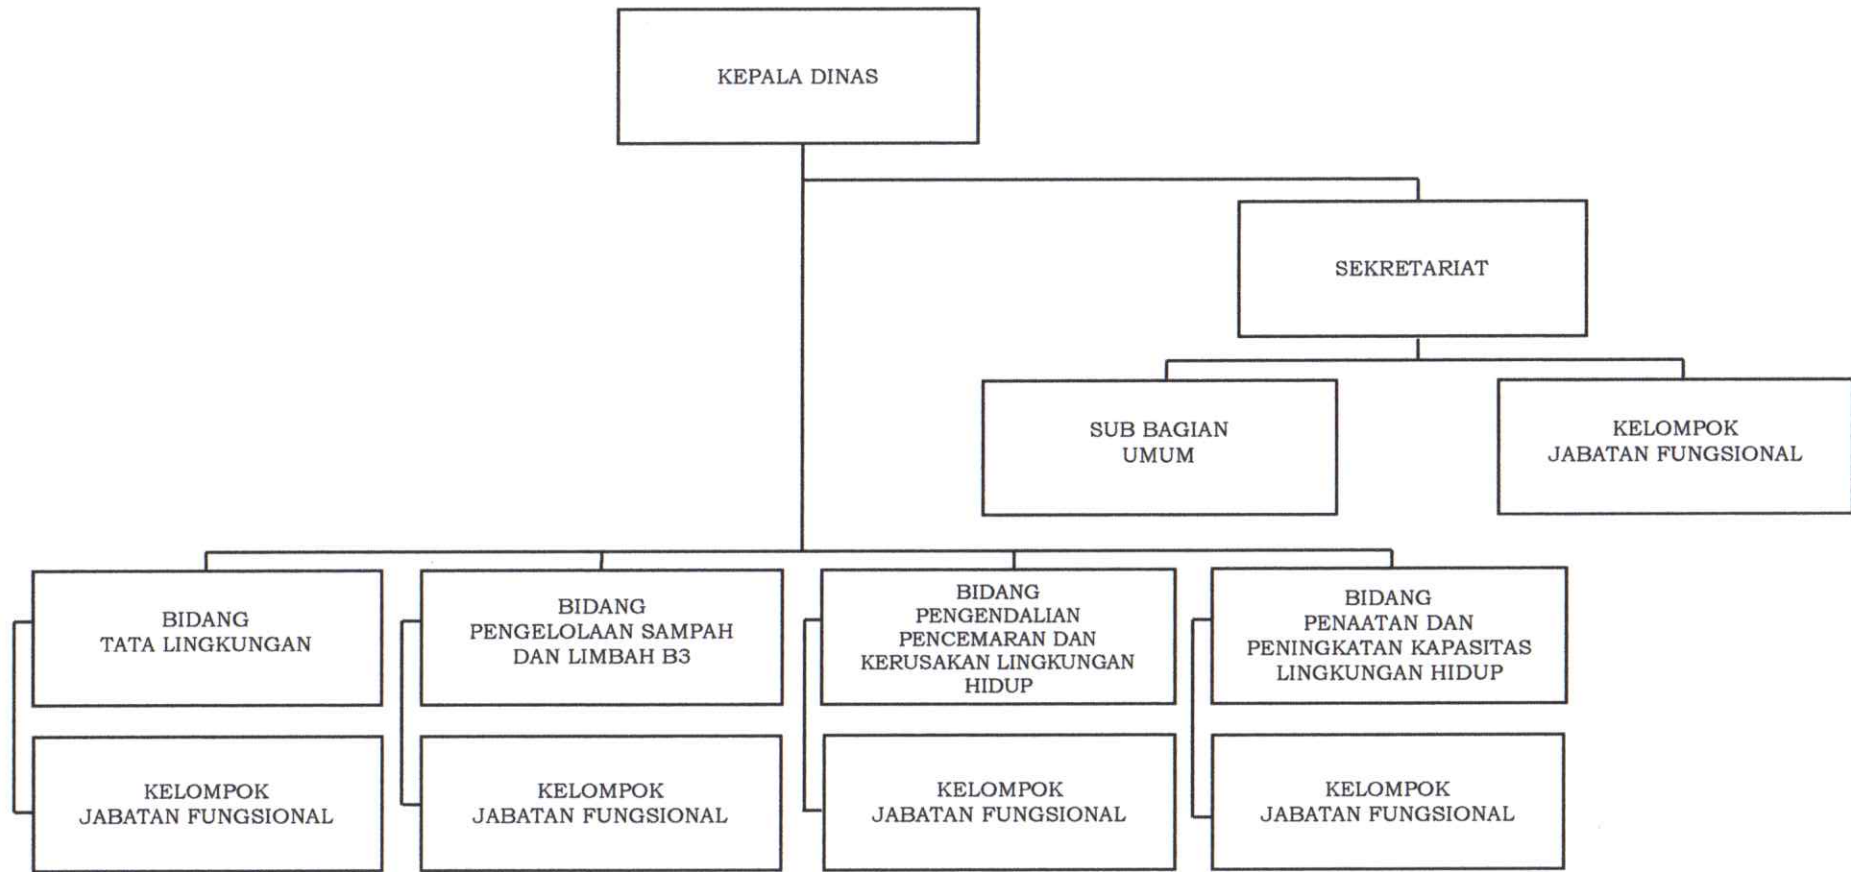 KEPALA DINAS
SEKRETARIAT
SUB BAGIAN
UMUM
KELOMPOK
JABATAN FUNGSIONAL
BIDANG
TATA LINGKUNGAN
BIDANG
PENGELOLAAN SAMPAH
DAN LIMBAH B3
BIDANG
PENGENDALIAN
PENCEMARAN DAN
KERUSAKAN LINGKUNGAN
HIDUP
BIDANG
PENAATAN DAN
PENINGKATAN KAPASITAS
LINGKUNGAN HIDUP
KELOMPOK
JABATAN FUNGSIONAL
KELOMPOK
JABATAN FUNGSIONAL
KELOMPOK
JABATAN FUNGSIONAL
KELOMPOK
JABATAN FUNGSIONAL